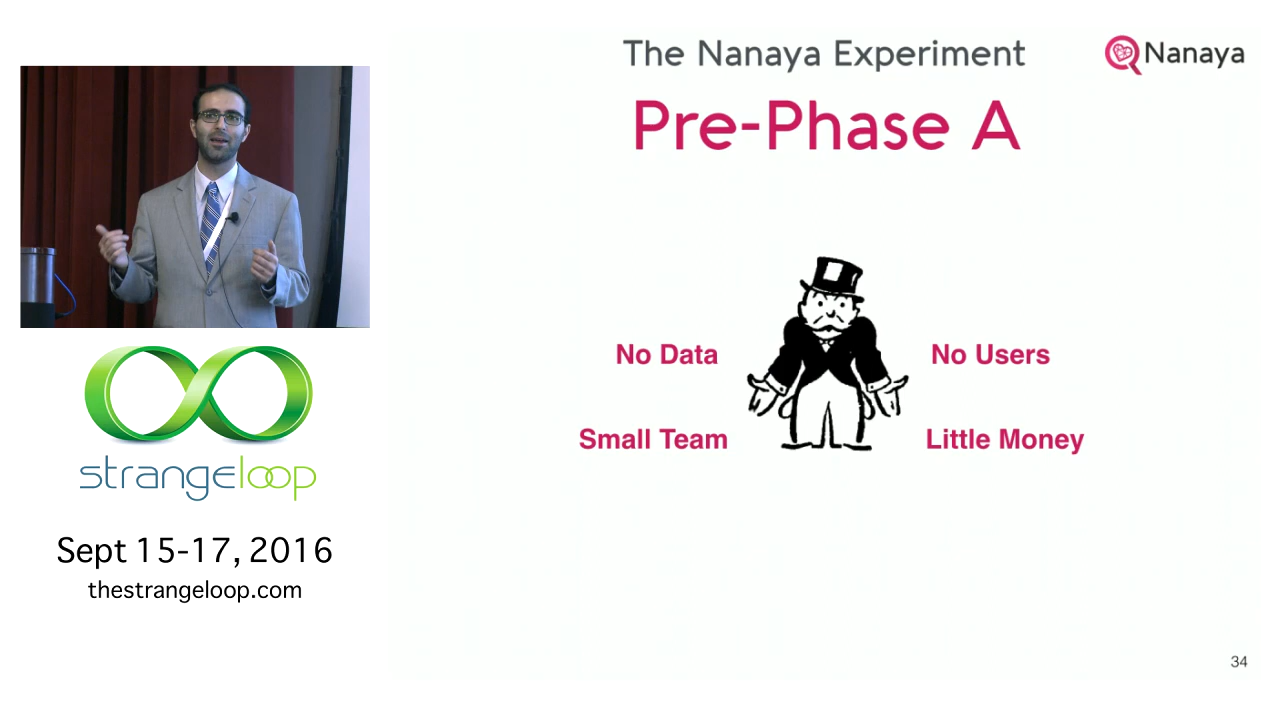 The Nanaya Experiment
Nanaya
Pre-Phase A
No Data
No Users
Small Team
Little Money
strangeloop
Sept 15-17, 2016
thestrangeloop.com
34